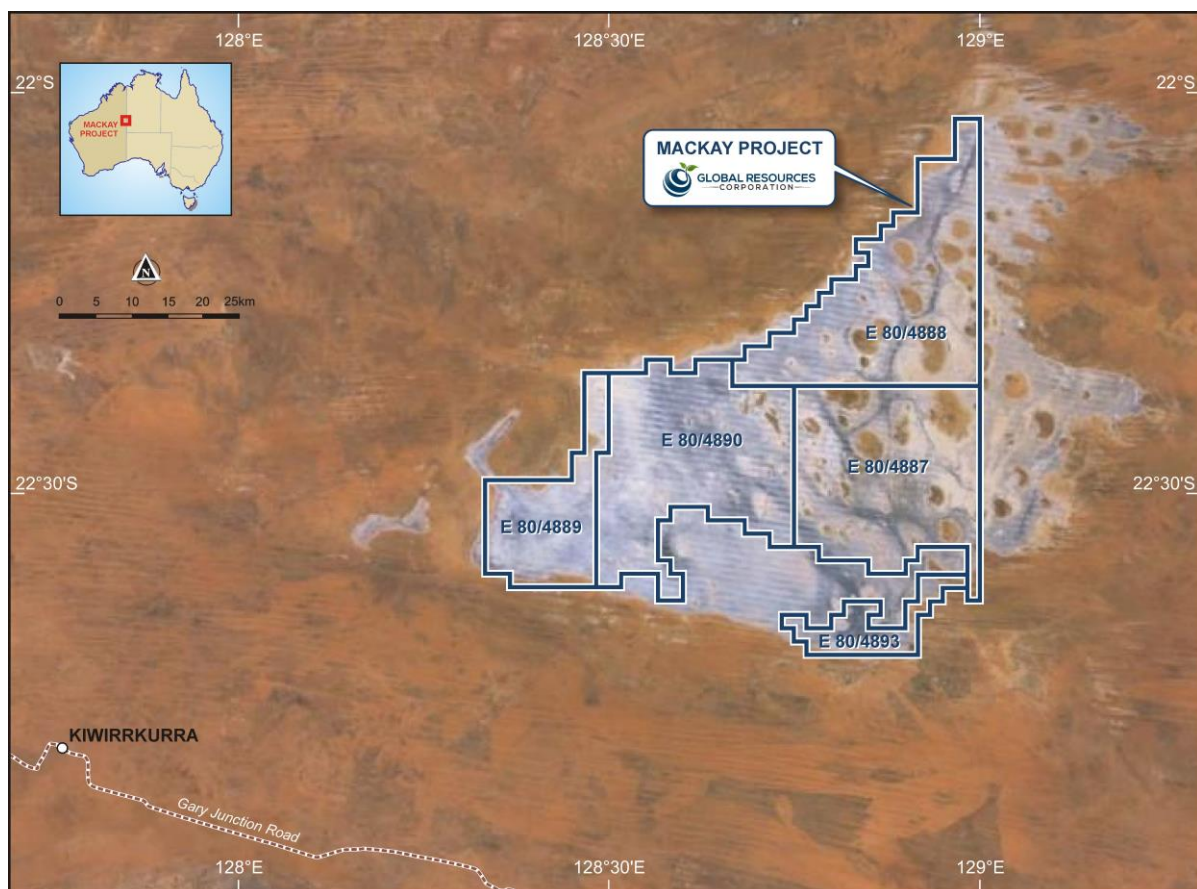 128°E
128°30'E
129°E
22°S
22°S
MACKAY
PROJECT
MACKAY PROJECT
GLOBAL RESOURCES
CORPORATION
N
0 5 10 15 20 25km
E 80/4888
E 80/4890
E 80/4887
22°30'S
22°30'S
E 80/4889
E 80/4893
KIWIRRKURRA
Gary Junction Road
128°E
128°30'E
129°E